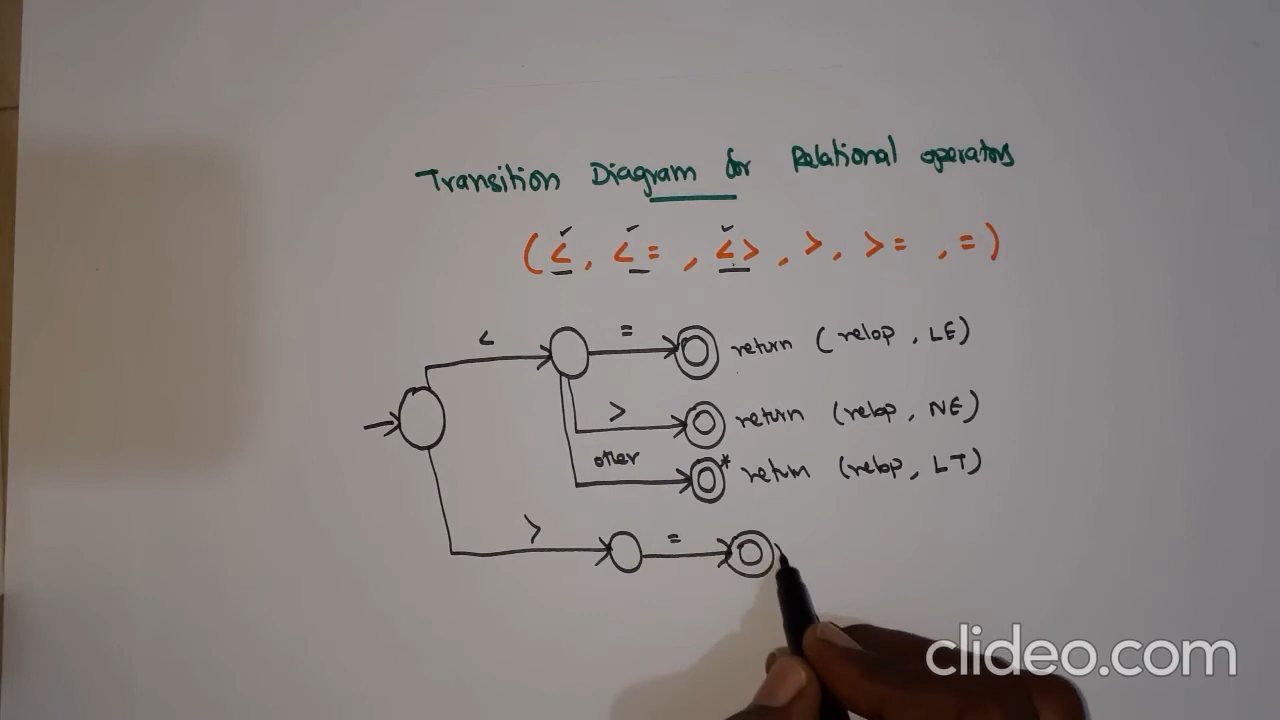 Transition Diagram for Relational operators
( < , < = , < > , > , > = , = )
< = return ( relop , LE )
> return ( relop , NE )
other * return ( relop , LT )
> =
clideo.com